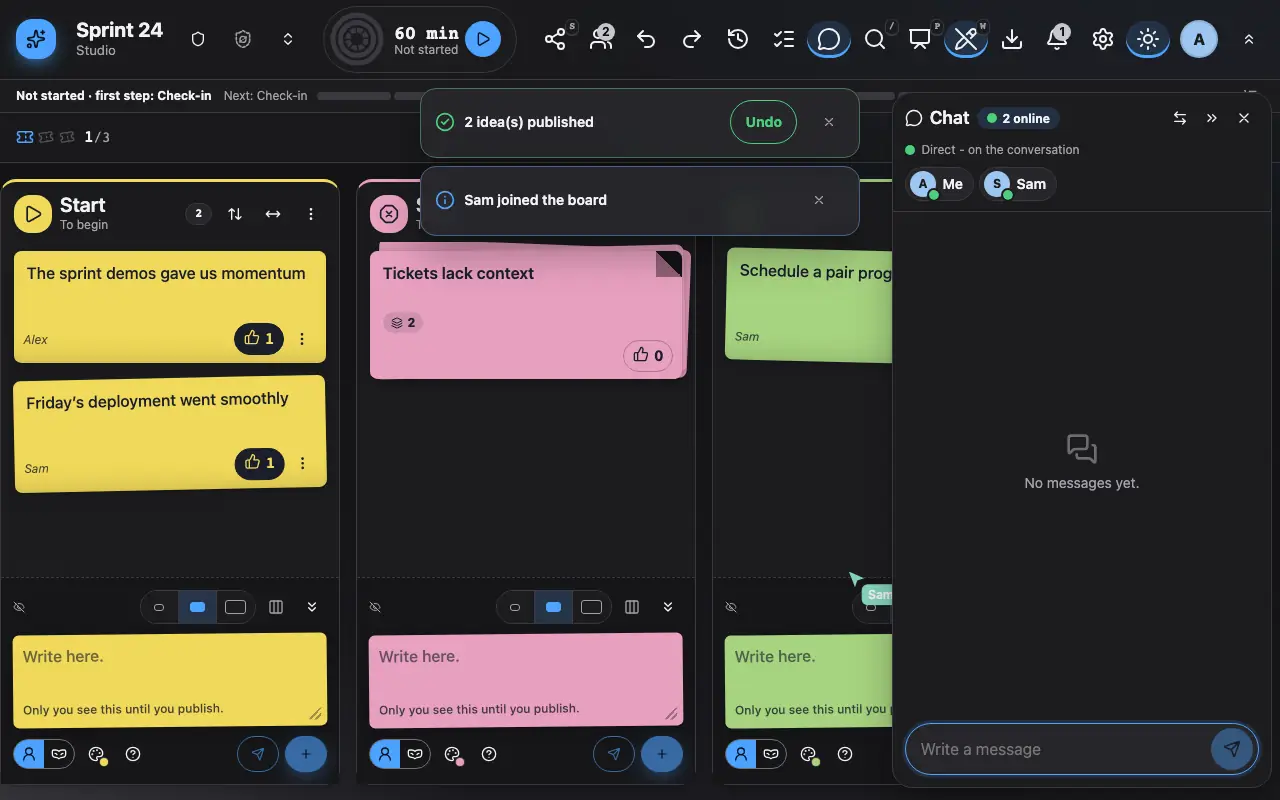 Sprint 24
Studio
60 min
Not started
S
2
/
P
W
1
A
Not started · first step: Check-in
Next: Check-in
1/3
2 idea(s) published
Undo
Sam joined the board
Start
To begin
2
The sprint demos gave us momentum
Alex
1
Friday's deployment went smoothly
Sam
1
Tickets lack context
2
0
Schedule a pair prog
Sam
Sam
Write here.
Only you see this until you publish.
Write here.
Only you see this until you publish.
Write here.
Only you see this until you
Chat
2 online
Direct - on the conversation
A Me
S Sam
No messages yet.
Write a message